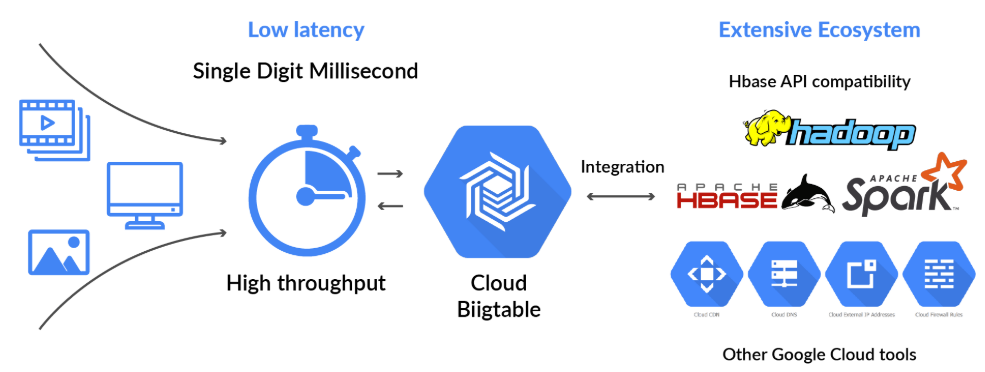 Low latency
Single Digit Millisecond
High throughput
Cloud
Biigtable
Integration
Extensive Ecosystem
Hbase API compatibility
hadoop
APACHE
HBASE
APACHE
Spark™
Cloud CDN
Cloud DNS
Cloud External IP Addresses
Cloud Firewall Rules
Other Google Cloud tools